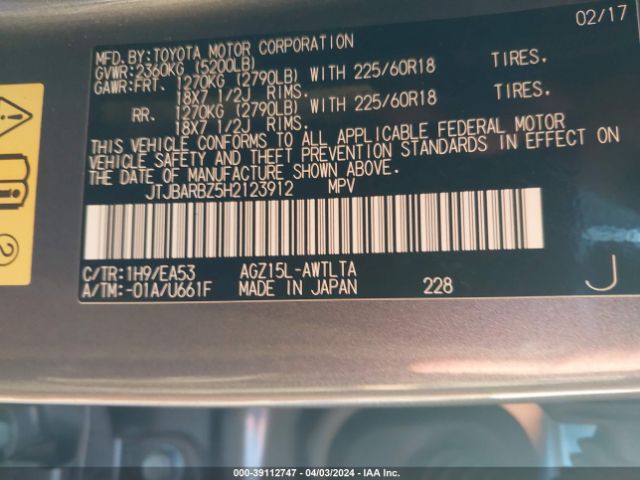 02/17
MFD. BY: TOYOTA MOTOR CORPORATION
GVWR: 2360KG (5200LB)
GAWR: FRT. 1270KG (2790LB) WITH 225/60R18 TIRES.
18X7 1/2J RIMS.
RR. 1270KG (2790LB) WITH 225/60R18 TIRES.
18X7 1/2J RIMS.
THIS VEHICLE CONFORMS TO ALL APPLICABLE FEDERAL MOTOR
VEHICLE SAFETY AND THEFT PREVENTION STANDARDS IN EFFECT ON
THE DATE OF MANUFACTURE SHOWN ABOVE.
JTJBARBZ5H2123912 MPV
C/TR: 1H9/EA53 AGZ15L-AWTLTA
A/TM: -01A/U661F MADE IN JAPAN 228 J
2
000-39112747 - 04/03/2024 - IAA Inc.